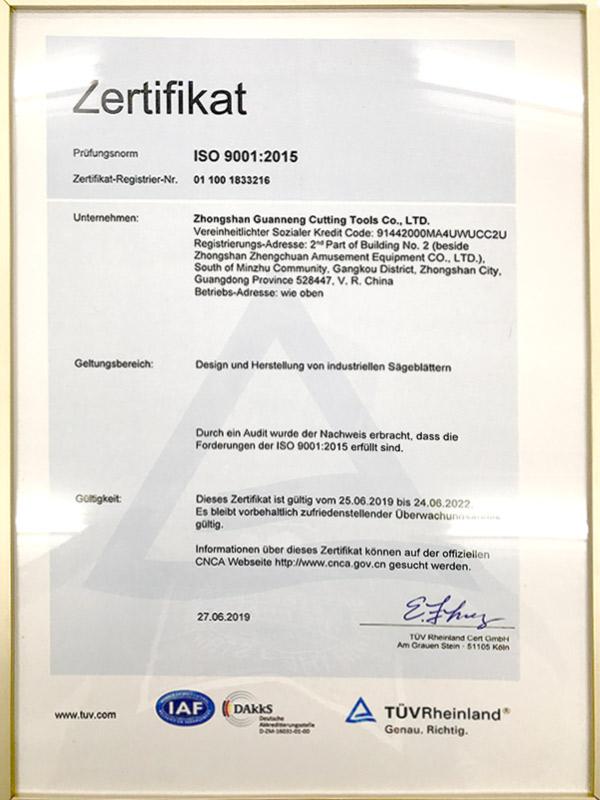 Zertifikat
Prüfungsnorm ISO 9001:2015
Zertifikat-Registrier-Nr. 01 100 1833216
Unternehmen: Zhongshan Guanneng Cutting Tools Co., LTD.
Vereinheitlichter Sozialer Kredit Code: 91442000MA4UWUCC2U
Registrierungs-Adresse: 2nd Part of Building No. 2 (beside
Zhongshan Zhengchuan Amusement Equipment CO., LTD.),
South of Minzhu Community, Gangkou District, Zhongshan City,
Guangdong Province 528447, V. R. China
Betriebs-Adresse: wie oben
Geltungsbereich: Design und Herstellung von industriellen Sägeblättern
Durch ein Audit wurde der Nachweis erbracht, dass die
Forderungen der ISO 9001:2015 erfüllt sind.
Gültigkeit: Dieses Zertifikat ist gültig vom 25.06.2019 bis 24.06.2022.
Es bleibt vorbehaltlich zufriedenstellender
gültig.
Informationen über dieses Zertifikat können auf der offiziellen
CNCA Webseite http://www.cnca.gov.cn gesucht werden.
27.06.2019
TÜV Rheinland Cert GmbH
Am Grauen Stein · 51105 Köln
www.tuv.com
IAF
DAkkS
Deutsche
Akkreditierungsstelle
D-ZM-16031-01-00
TÜVRheinland®
Genau. Richtig.